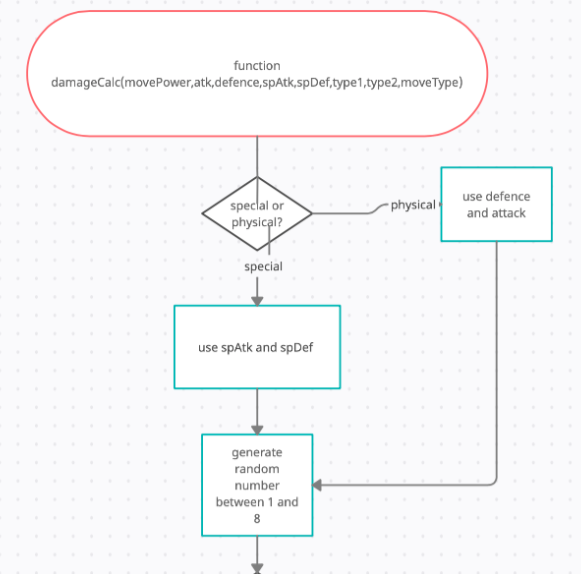 function
damageCalc(movePower,atk,defence,spAtk,spDef,type1,type2,moveType)
special or
physical?
physical
use defence
and attack
special
use spAtk and spDef
generate
random
number
between 1 and
8